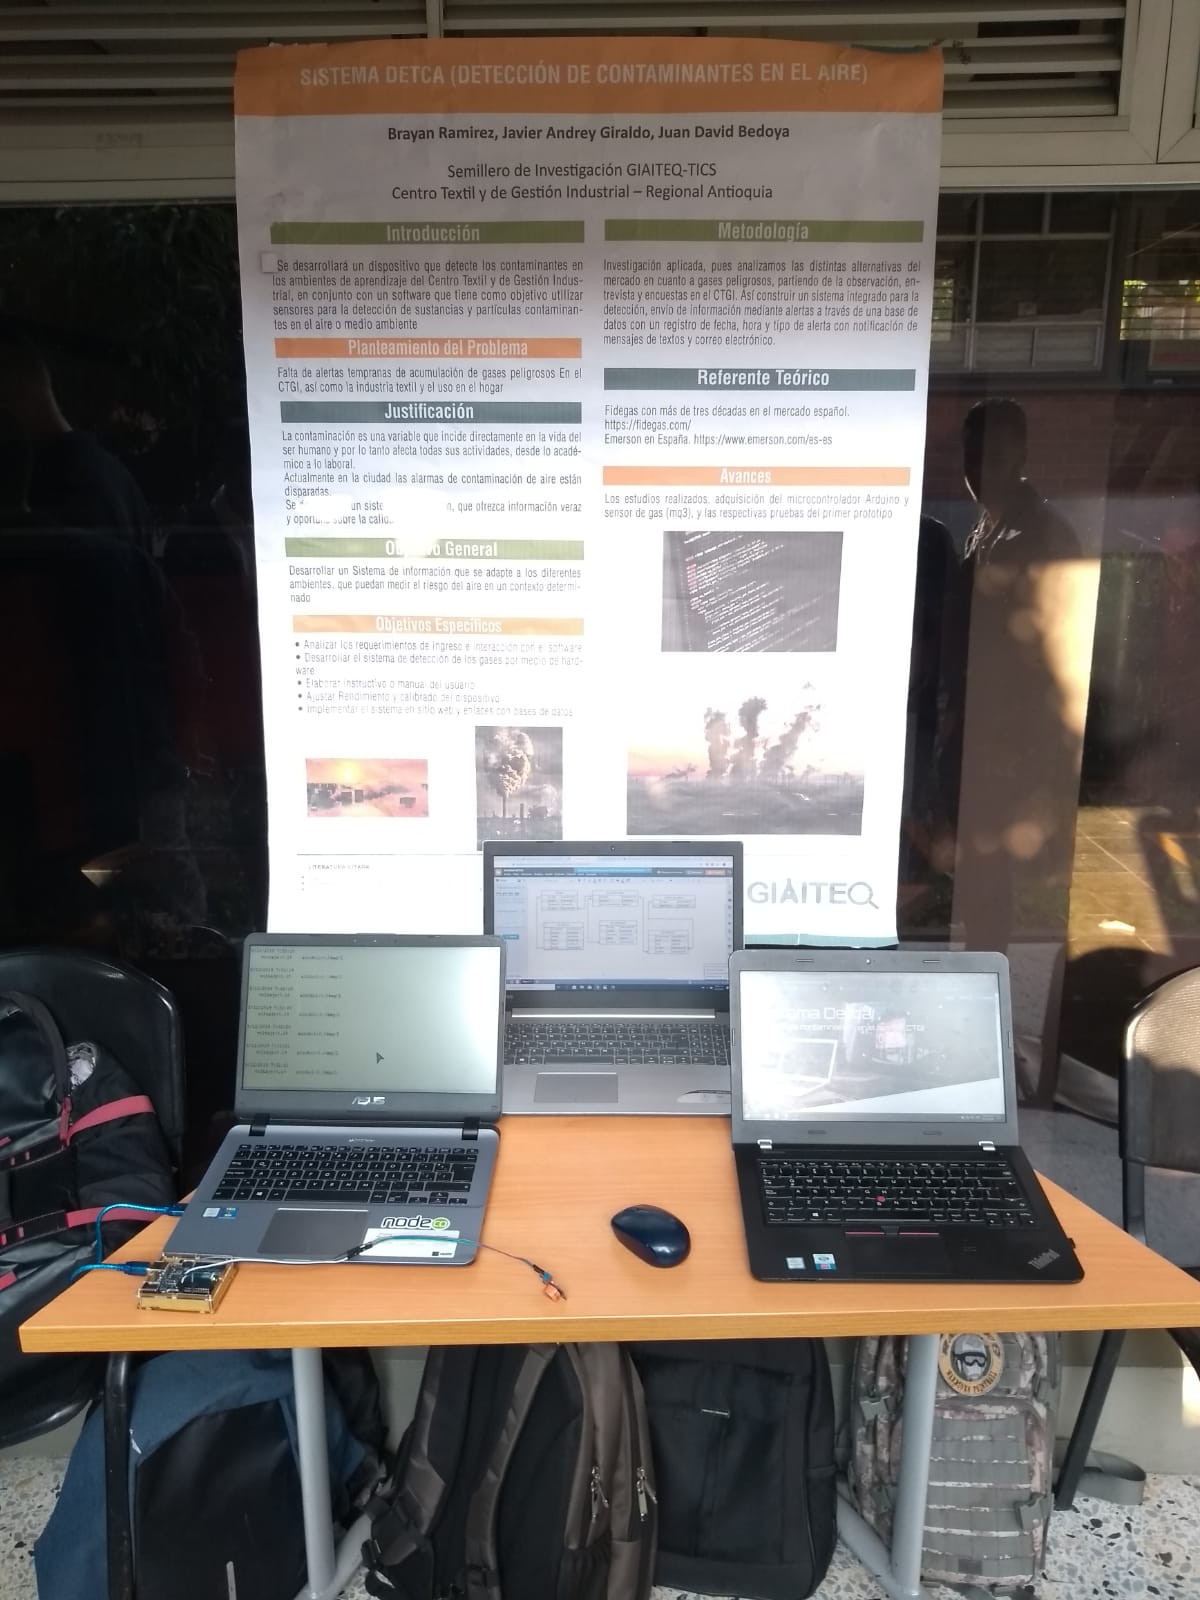 SISTEMA DETCA (DETECCIÓN DE CONTAMINANTES EN EL AIRE)
Brayan Ramirez, Javier Andrey Giraldo, Juan David Bedoya
Semillero de Investigación GIAITEQ-TICS
Centro Textil y de Gestión Industrial – Regional Antioquia
Introducción
Se desarrollará un dispositivo que detecte los contaminantes en
los ambientes de aprendizaje del Centro Textil y de Gestión Indus-
trial, en conjunto con un software que tiene como objetivo utilizar
sensores para la detección de sustancias y partículas contaminan-
tes en el aire o medio ambiente
Planteamiento del Problema
Falta de alertas tempranas de acumulación de gases peligrosos En el
CTGI, así como la industria textil y el uso en el hogar
Justificación
La contaminación es una variable que incide directamente en la vida del
ser humano y por lo tanto afecta todas sus actividades, desde lo acadé-
mico a lo laboral.
Actualmente en la ciudad las alarmas de contaminación de aire están
disparadas.
Se un siste n, que ofrezca información veraz
y oportuna sobre la calid
Objetivo General
Desarrollar un Sistema de información que se adapte a los diferentes
ambientes, que puedan medir el riesgo del aire en un contexto determi-
nado
Objetivos Específicos
• Analizar los requerimientos de ingreso e interacción con el software
• Desarrollar el sistema de detección de los gases por medio de hard-
ware
• Elaborar instructivo o manual del usuario
• Ajustar Rendimiento y calibrado del dispositivo
• Implementar el sistema en sitio web y enlaces con bases de datos
LITERATURA CITADA
Metodología
Investigación aplicada, pues analizamos las distintas alternativas del
mercado en cuanto a gases peligrosos, partiendo de la observación, en-
trevista y encuestas en el CTGI. Así construir un sistema integrado para la
detección, envío de información mediante alertas a través de una base de
datos con un registro de fecha, hora y tipo de alerta con notificación de
mensajes de textos y correo electrónico.
Referente Teórico
Fidegas con más de tres décadas en el mercado español.
https://fidegas.com/
Emerson en España. https://www.emerson.com/es-es
Avances
Los estudios realizados, adquisición del microcontrolador Arduino y
sensor de gas (mq3), y las respectivas pruebas del primer prototipo
GIAITEQ
ASUS
node
ThinkPad